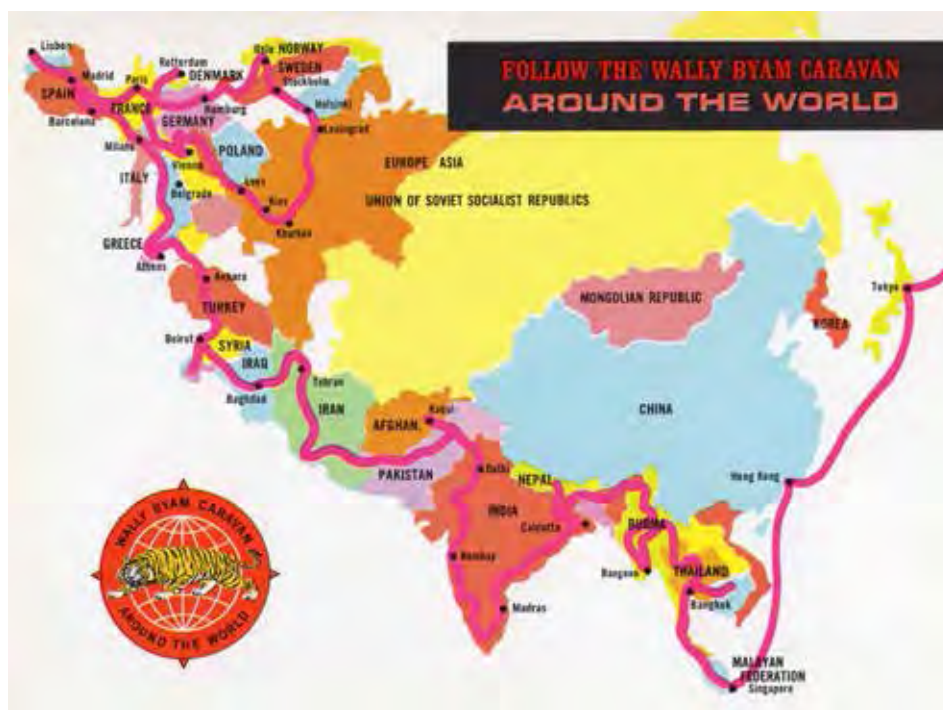 FOLLOW THE WALLY BYAM CARAVAN
AROUND THE WORLD
Lisbon
Madrid
SPAIN
Barcelona
Paris
FRANCE
Rotterdam
DENMARK
Hamburg
GERMANY
Oslo NORWAY
SWEDEN
Stockholm
Helsinki
Leningrad
Milano
ITALY
Vienna
POLAND
Belgrade
Kiev
Kharkov
EUROPE ASIA
UNION OF SOVIET SOCIALIST REPUBLICS
GREECE
Athens
Ankara
TURKEY
Beirut
SYRIA
IRAQ
Baghdad
Tehran
IRAN
AFGHAN.
Kabul
PAKISTAN
MONGOLIAN REPUBLIC
KOREA
Tokyo
CHINA
Hong Kong
Delhi
NEPAL
INDIA
Calcutta
Bombay
Madras
BURMA
Rangoon
THAILAND
Bangkok
MALAYAN
FEDERATION
Singapore
WALLY BYAM CARAVAN
AROUND THE WORLD